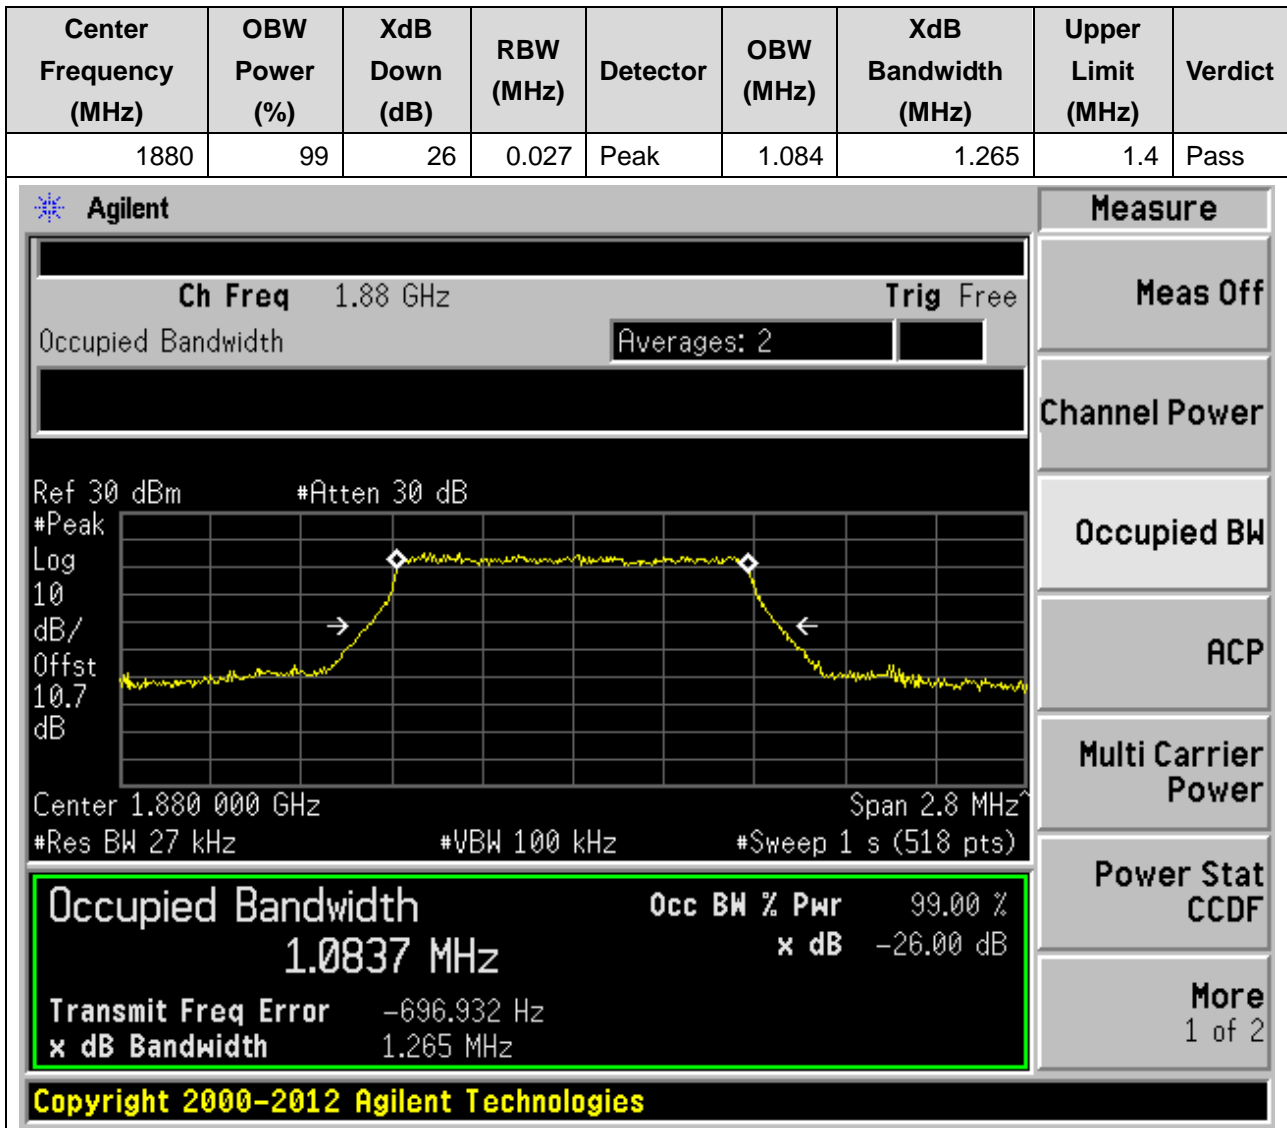 Center Frequency (MHz) OBW Power (%) XdB Down (dB) RBW (MHz) Detector OBW (MHz) XdB Bandwidth (MHz) Upper Limit (MHz) Verdict
1880 99 26 0.027 Peak 1.084 1.265 1.4 Pass
Agilent
Measure
Ch Freq 1.88 GHz Trig Free
Meas Off
Occupied Bandwidth Averages: 2
Channel Power
Ref 30 dBm #Atten 30 dB
#Peak
Log
10
dB/
Offst
10.7
dB
Occupied BW
ACP
Multi Carrier
Power
Center 1.880 000 GHz Span 2.8 MHz^
#Res BW 27 kHz #VBW 100 kHz #Sweep 1 s (518 pts)
Power Stat
CCDF
Occupied Bandwidth Occ BW % Pwr 99.00 %
1.0837 MHz x dB -26.00 dB
Transmit Freq Error -696.932 Hz
x dB Bandwidth 1.265 MHz
More
1 of 2
Copyright 2000-2012 Agilent Technologies